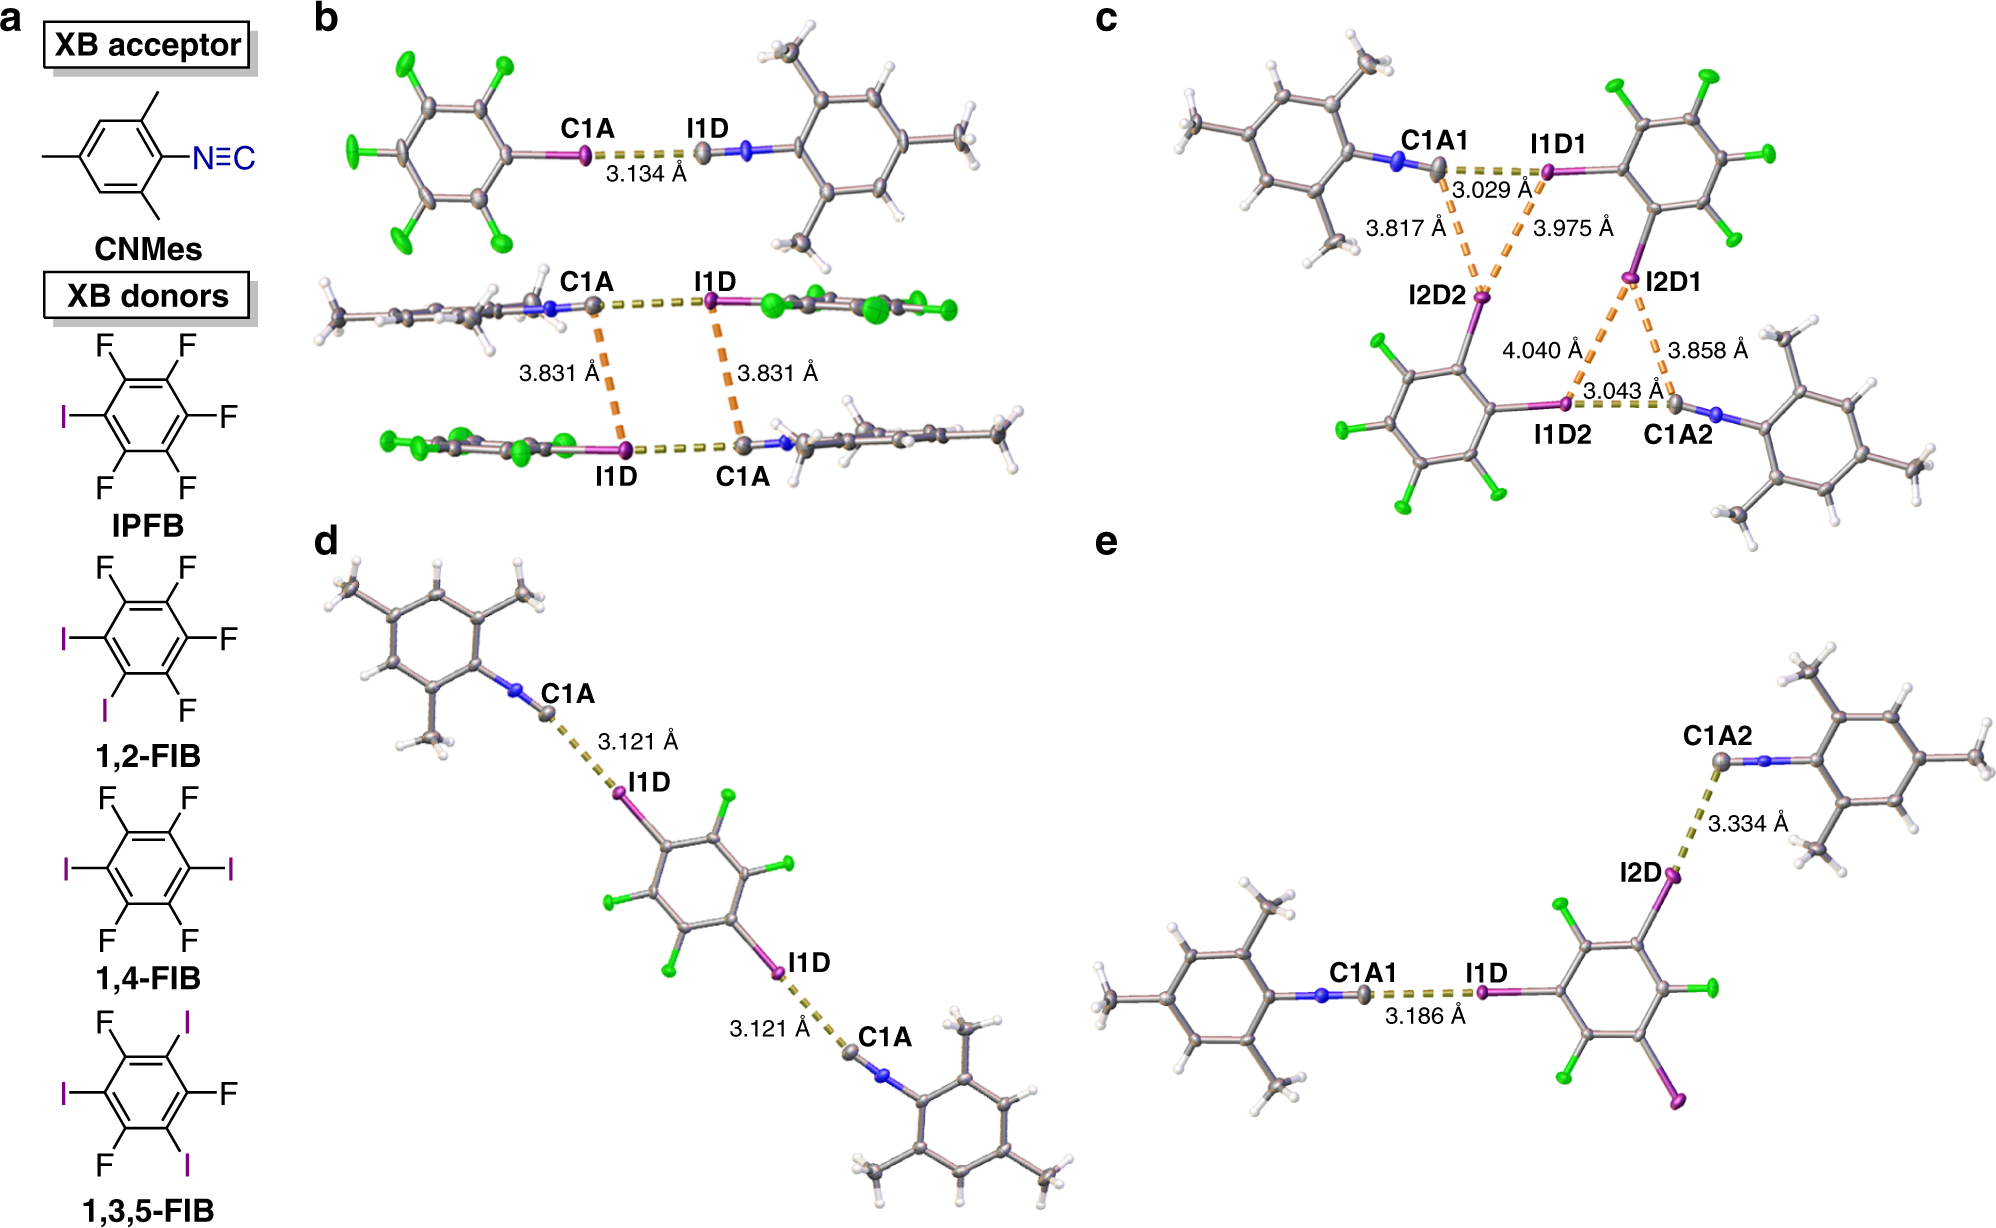 a
XB acceptor
N≡C
CNMes
XB donors
F F
I F
F F
IPFB
F F
I F
I F
1,2-FIB
F F
I I
F F
1,4-FIB
F I
I F
F I
1,3,5-FIB
b
C1A I1D
3.134 Å
C1A I1D
3.831 Å 3.831 Å
I1D C1A
c
C1A1 I1D1
3.029 Å
3.817 Å 3.975 Å
I2D2 I2D1
4.040 Å 3.858 Å
3.043 Å
I1D2 C1A2
d
C1A
3.121 Å
I1D
I1D
3.121 Å
C1A
e
C1A2
3.334 Å
I2D
C1A1 I1D
3.186 Å